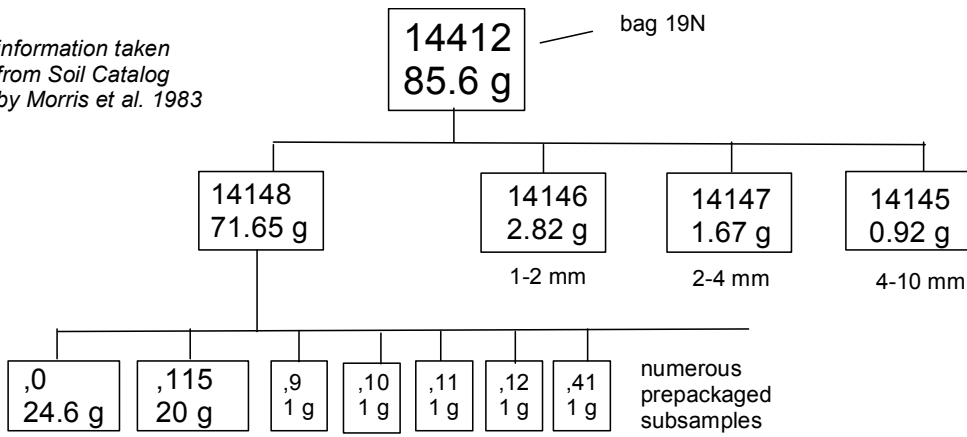 information taken
from Soil Catalog
by Morris et al. 1983
14412
85.6 g
bag 19N
14148
71.65 g
14146
2.82 g
1-2 mm
14147
1.67 g
2-4 mm
14145
0.92 g
4-10 mm
,0
24.6 g
,115
20 g
,9
1 g
,10
1 g
,11
1 g
,12
1 g
,41
1 g
numerous
prepackaged
subsamples